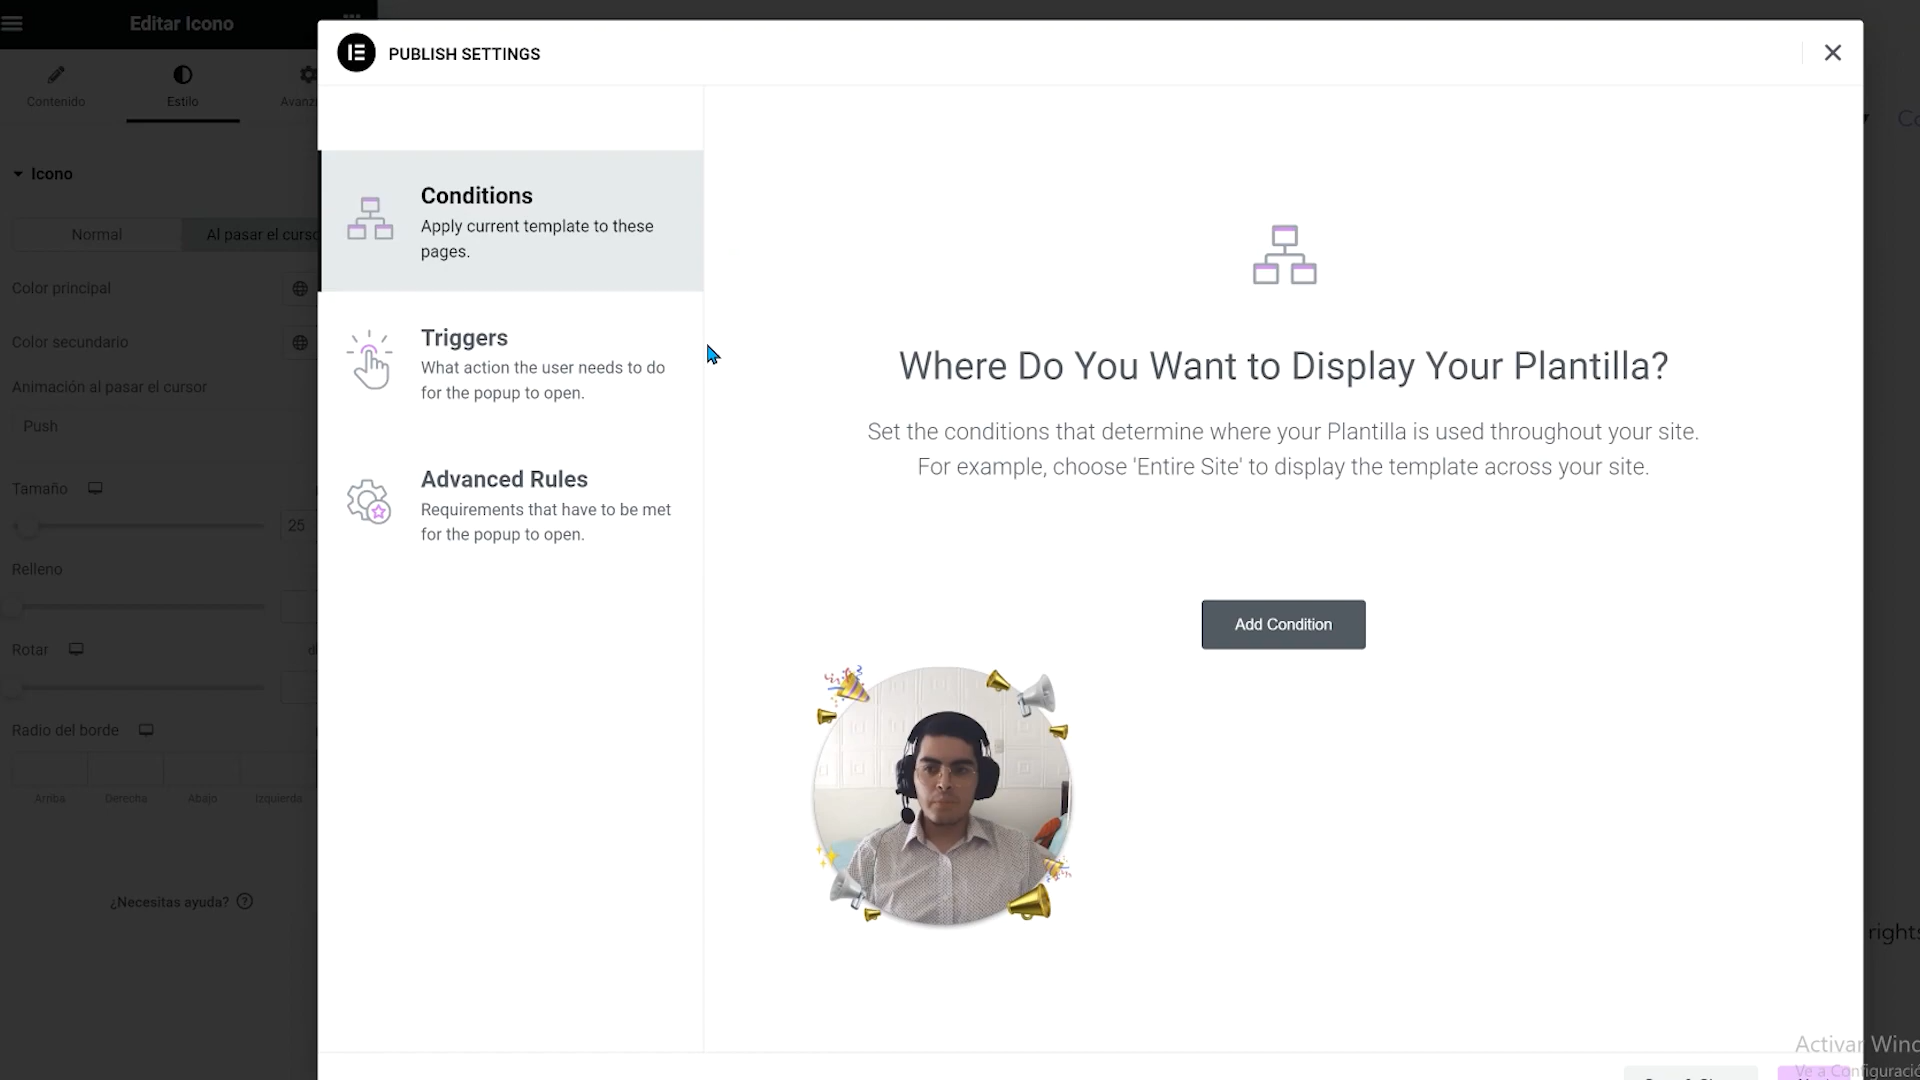 Editar Icono
PUBLISH SETTINGS
Contenido
Estilo
Icono
Normal
Al pasar el curso
Color principal
Color secundario
Animación al pasar el cursor
Push
Tamaño
25
Relleno
Rotar
Radio del borde
Arriba
Derecha
Abajo
Izquierda
¿Necesitas ayuda?
Conditions
Apply current template to these
pages.
Triggers
What action the user needs to do
for the popup to open.
Advanced Rules
Requirements that have to be met
for the popup to open.
Where Do You Want to Display Your Plantilla?
Set the conditions that determine where your Plantilla is used throughout your site.
For example, choose 'Entire Site' to display the template across your site.
Add Condition
rights
Activar Wind
Ve a Configuració